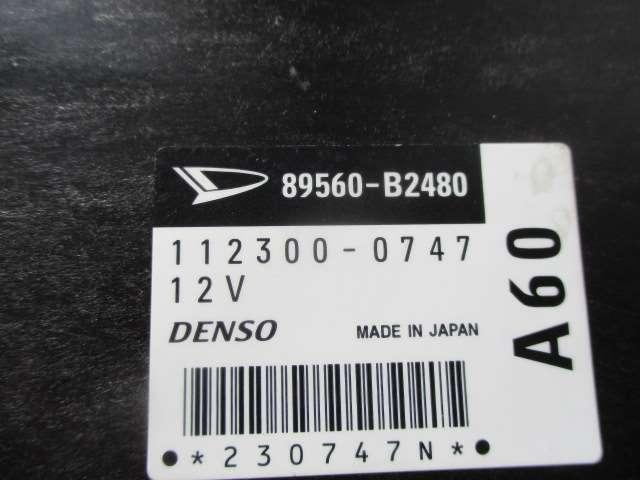 89560-B2480
112300-0747
12V
DENSO MADE IN JAPAN
*230747N*
A60